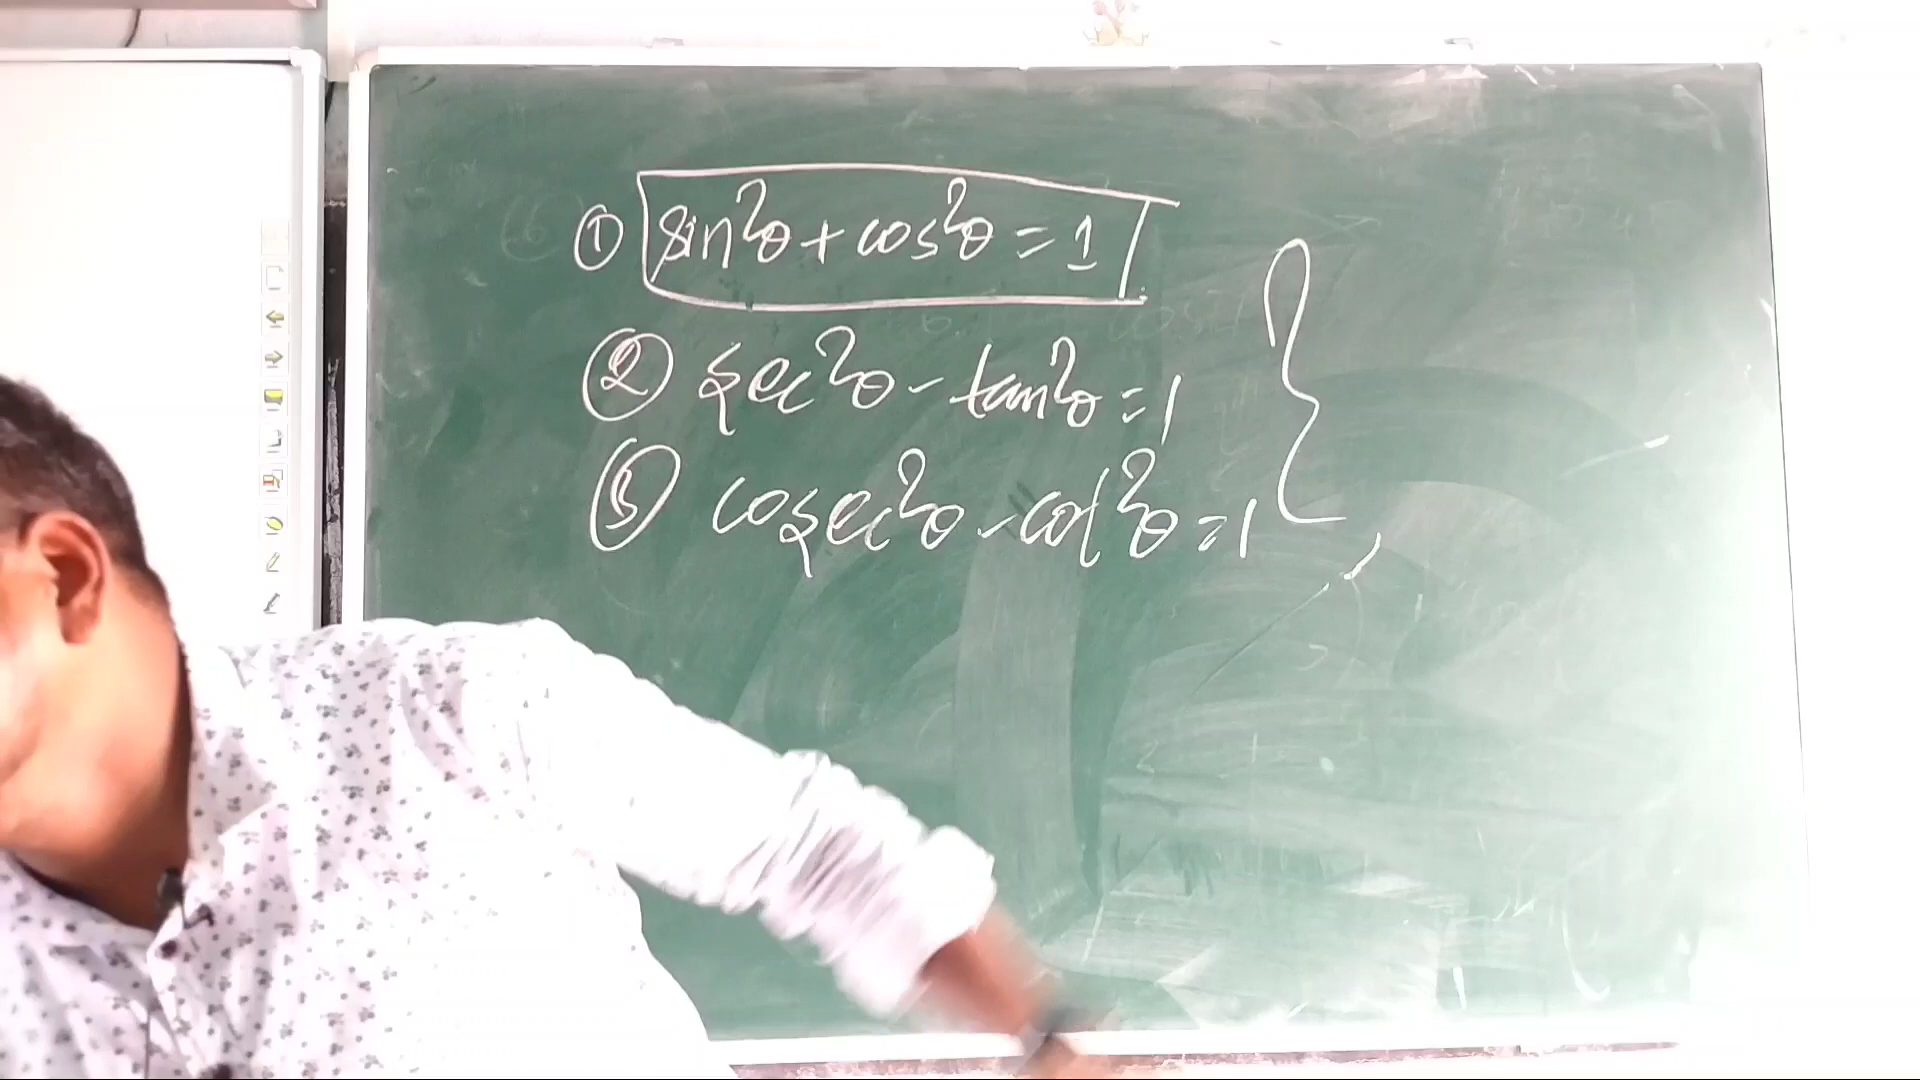 ① sin²θ + cos²θ = 1
② sec²θ - tan²θ = 1
③ cosec²θ - cot²θ = 1